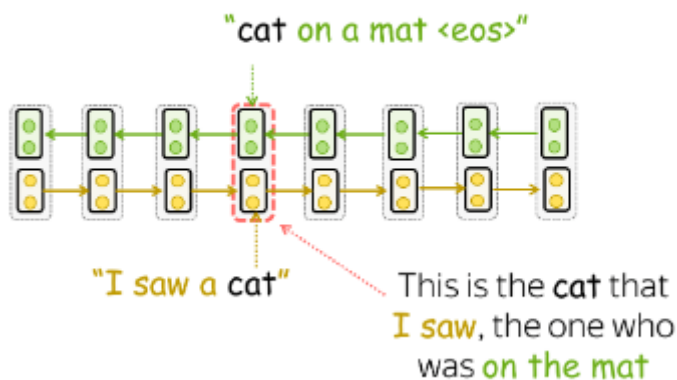 “cat on a mat <eos>”
“I saw a cat”
This is the cat that
I saw, the one who
was on the mat